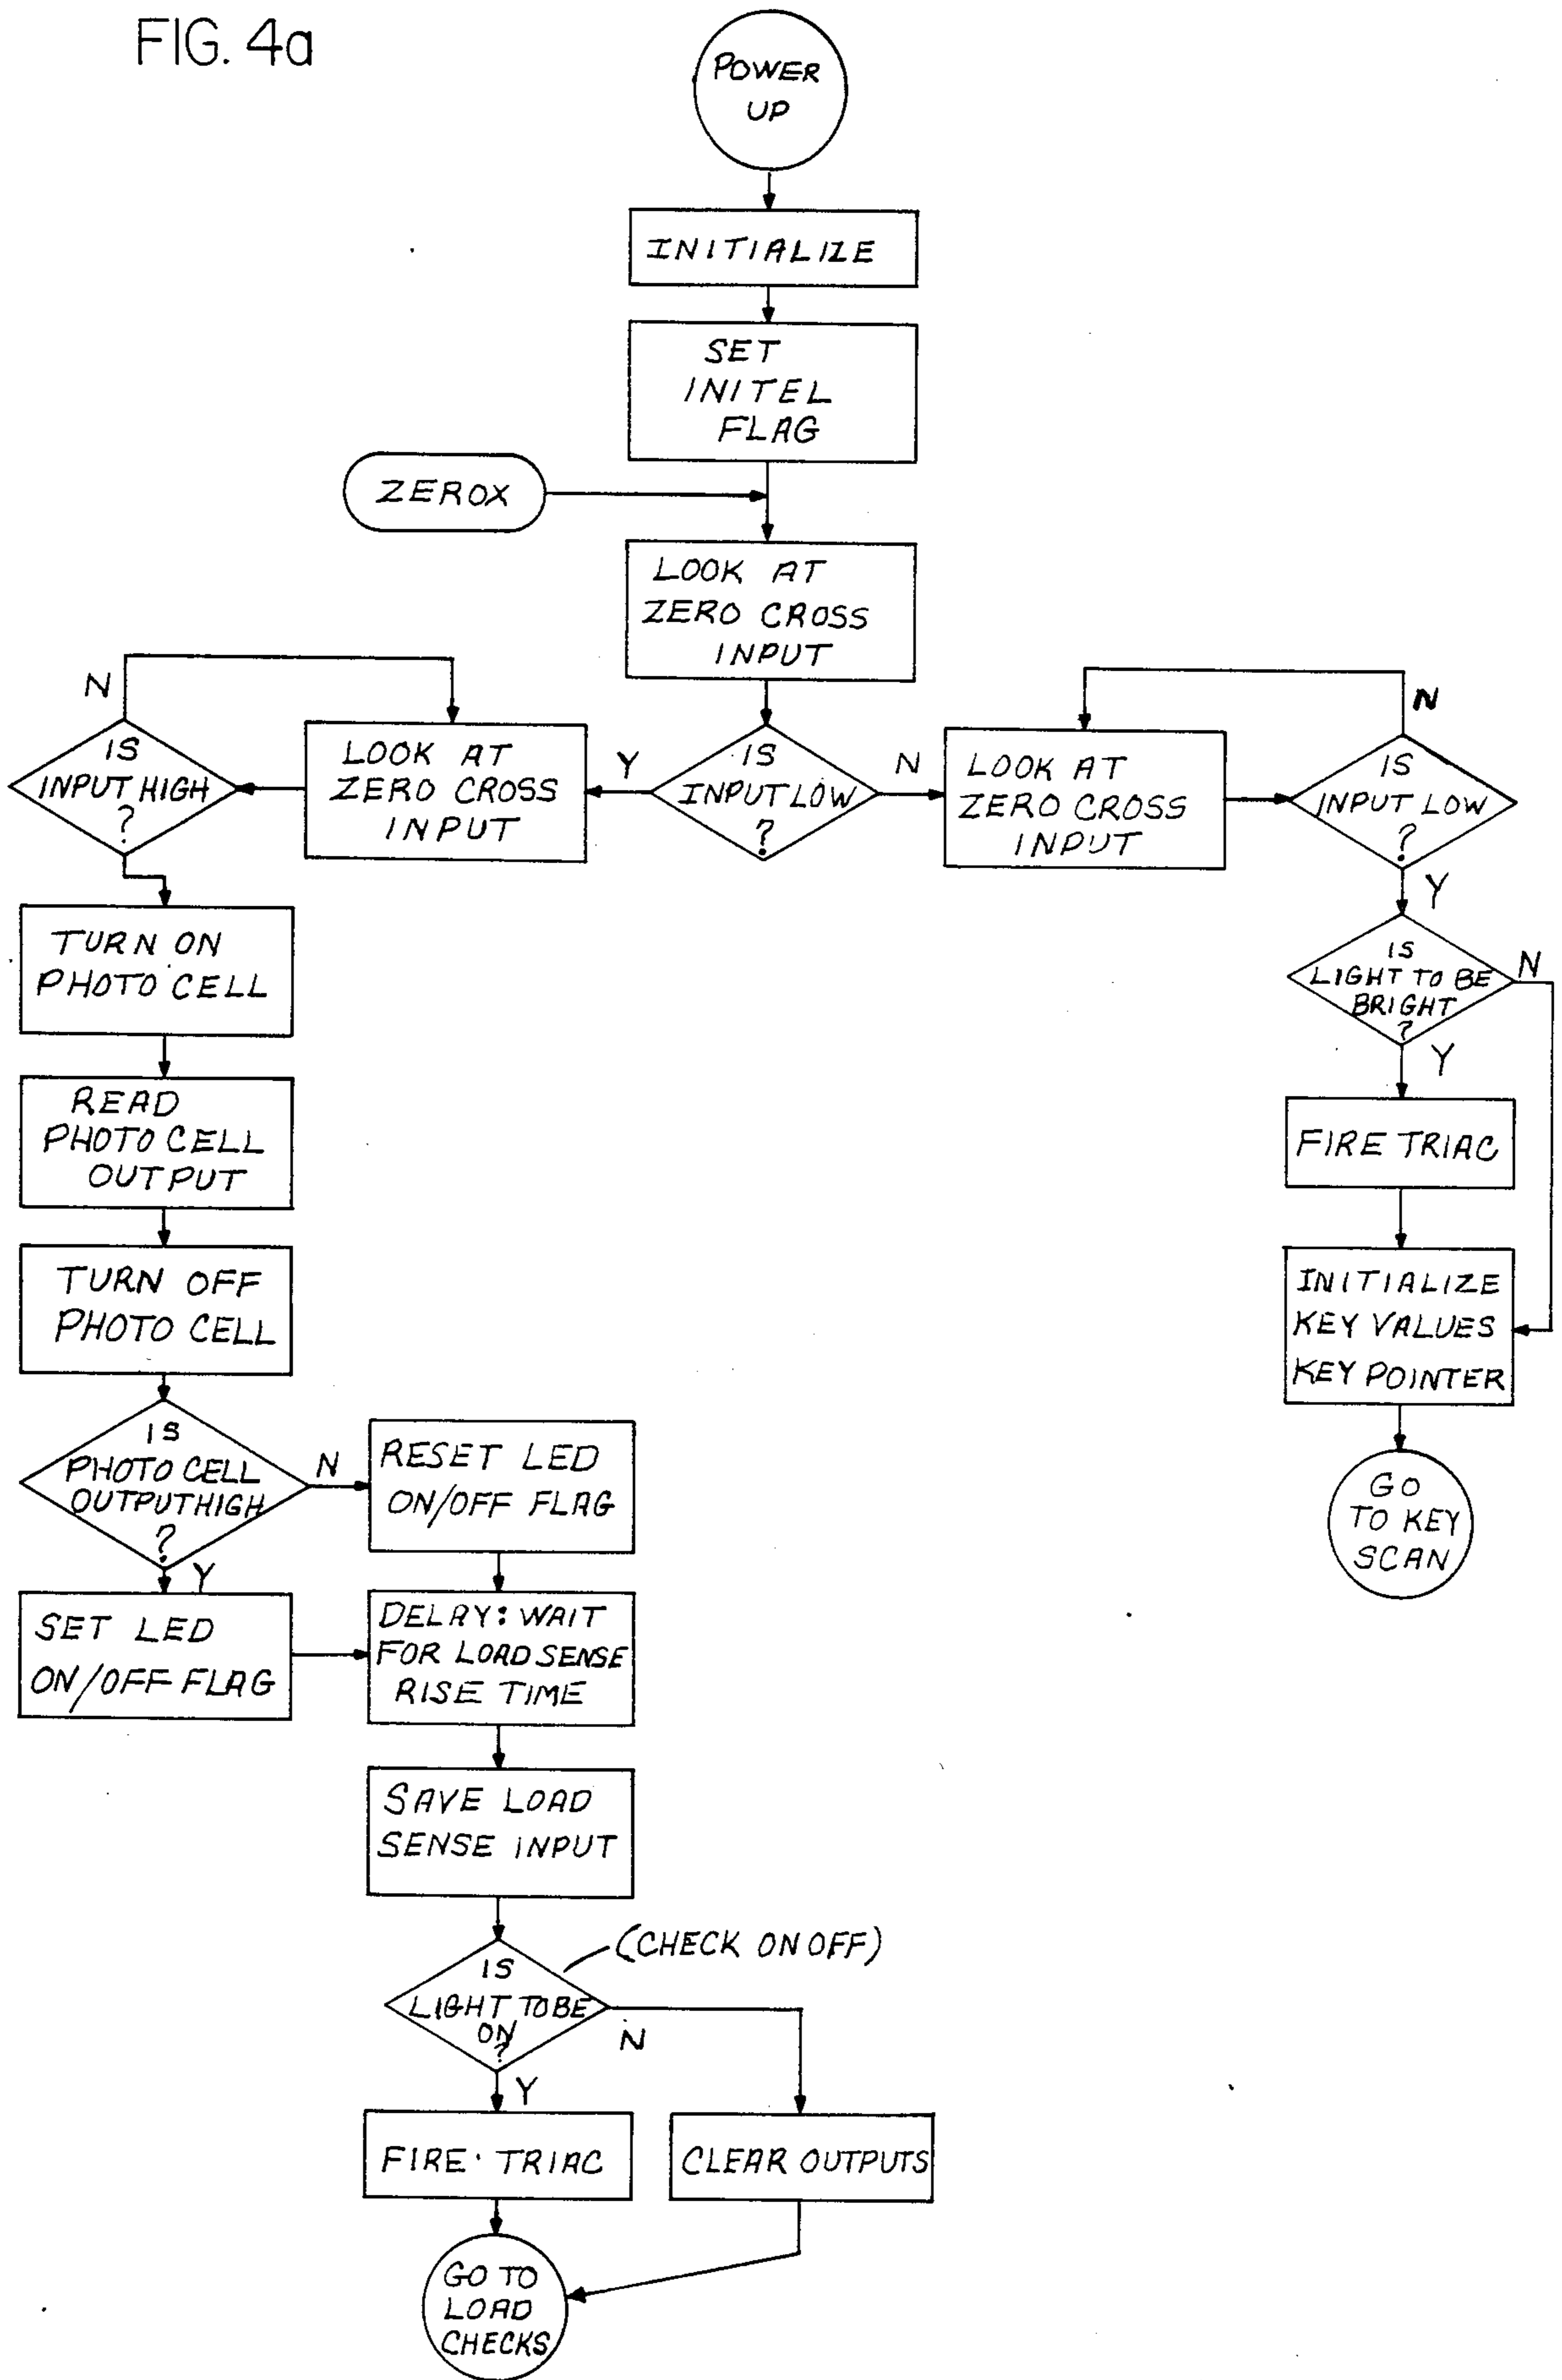 FIG. 4a
POWER
UP
INITIALIZE
SET
INITEL
FLAG
ZEROX
LOOK AT
ZERO CROSS
INPUT
IS
INPUT LOW
?
Y
N
LOOK AT
ZERO CROSS
INPUT
IS
INPUT HIGH
?
N
TURN ON
PHOTO CELL
READ
PHOTO CELL
OUTPUT
TURN OFF
PHOTO CELL
IS
PHOTO CELL
OUTPUT HIGH
?
N
Y
RESET LED
ON/OFF FLAG
SET LED
ON/OFF FLAG
DELAY: WAIT
FOR LOAD SENSE
RISE TIME
SAVE LOAD
SENSE INPUT
(CHECK ON OFF)
IS
LIGHT TO BE
ON
?
N
Y
FIRE TRIAC
CLEAR OUTPUTS
GO TO
LOAD
CHECKS
LOOK AT
ZERO CROSS
INPUT
IS
INPUT LOW
?
N
Y
IS
LIGHT TO BE
BRIGHT
?
N
Y
FIRE TRIAC
INITIALIZE
KEY VALUES
KEY POINTER
GO
TO KEY
SCAN